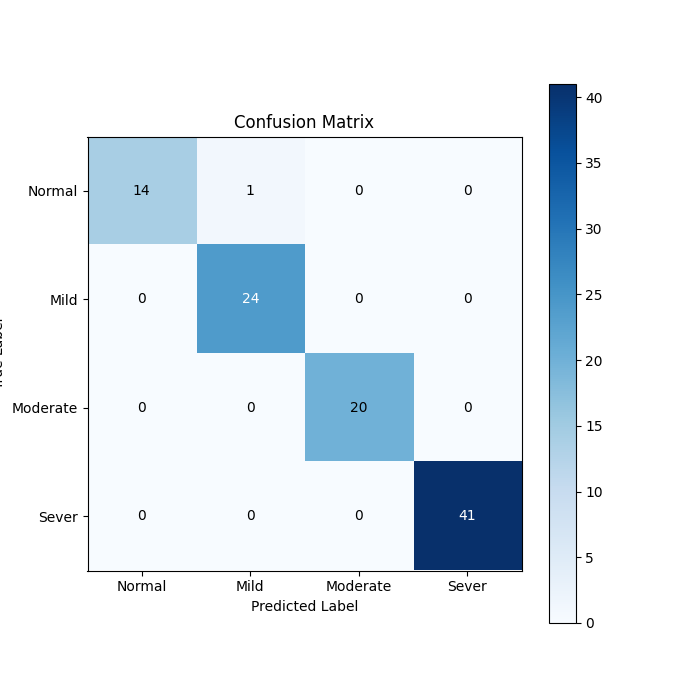 Confusion Matrix
Normal 14 1 0 0
Mild 0 24 0 0
Moderate 0 0 20 0
Sever 0 0 0 41
Normal Mild Moderate Sever
Predicted Label
40
35
30
25
20
15
10
5
0